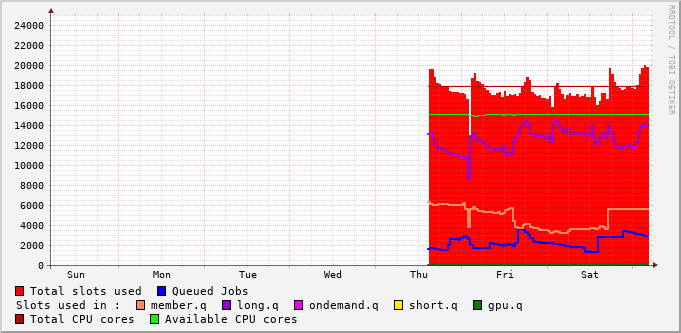 RRDTOOL / TOBI OETIKER
24000
22000
20000
18000
16000
14000
12000
10000
8000
6000
4000
2000
0
Sun Mon Tue Wed Thu Fri Sat
Total slots used Queued Jobs
Slots used in : member.q long.q ondemand.q short.q gpu.q
Total CPU cores Available CPU cores